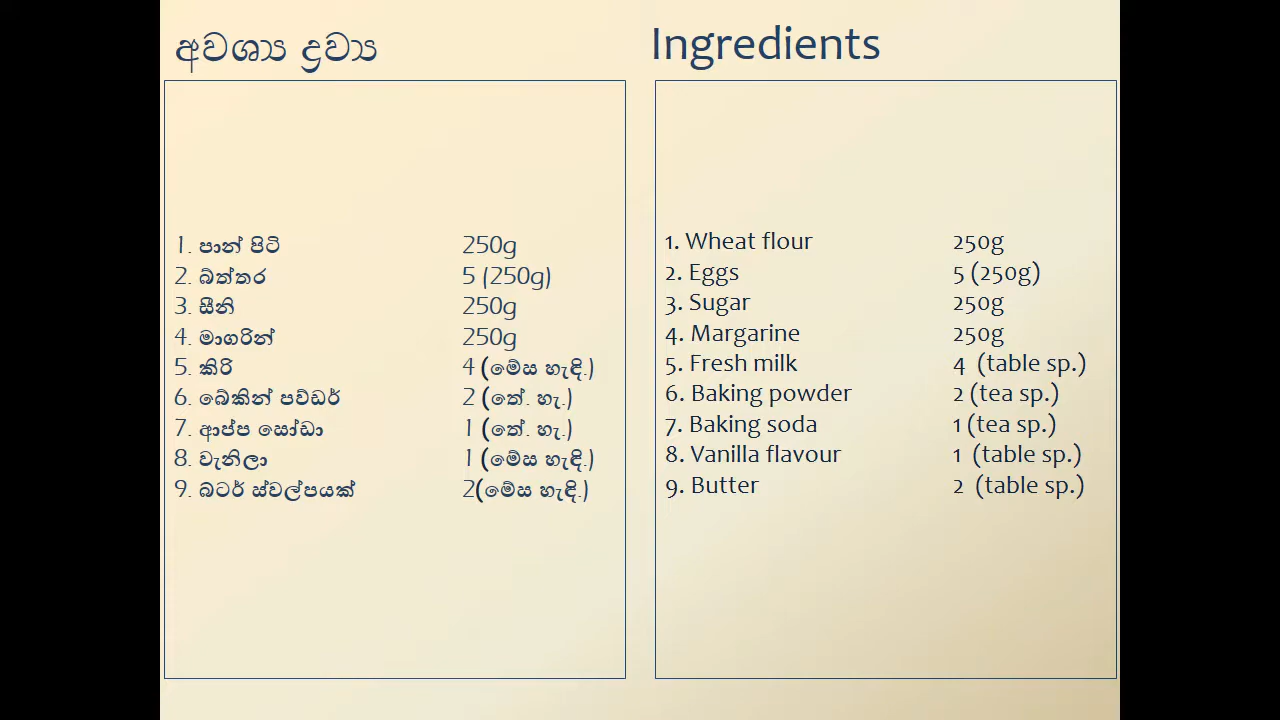 අවශ්‍ය ද්‍රව්‍ය
1. පාන් පිටි 250g
2. බිත්තර 5 (250g)
3. සීනි 250g
4. මාගරින් 250g
5. කිරි 4 (මේස හැඳි.)
6. බේකින් පව්ඩර් 2 (තේ. හැ.)
7. ආප්ප සෝඩා 1 (තේ. හැ.)
8. වැනිලා 1 (මේස හැඳි.)
9. බටර් ස්වල්පයක් 2(මේස හැඳි.)
Ingredients
1. Wheat flour 250g
2. Eggs 5 (250g)
3. Sugar 250g
4. Margarine 250g
5. Fresh milk 4 (table sp.)
6. Baking powder 2 (tea sp.)
7. Baking soda 1 (tea sp.)
8. Vanilla flavour 1 (table sp.)
9. Butter 2 (table sp.)